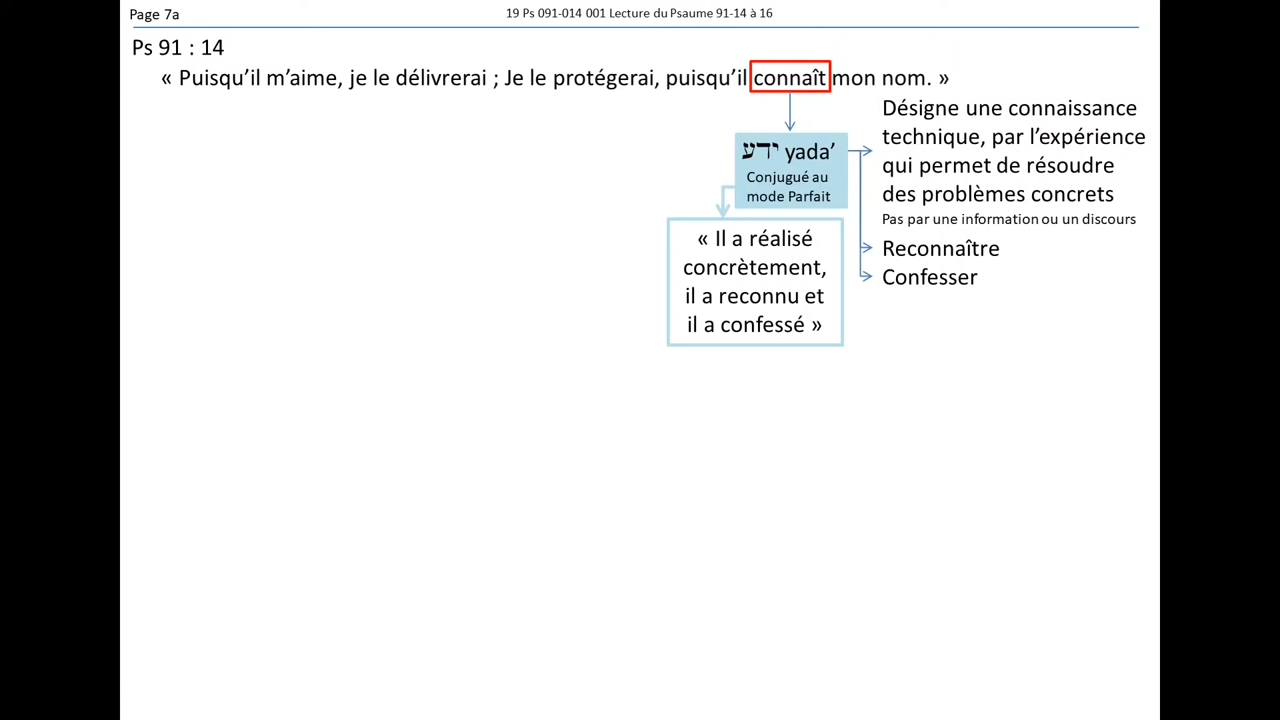 Page 7a
19 Ps 091-014 001 Lecture du Psaume 91-14 à 16
Ps 91 : 14
« Puisqu’il m’aime, je le délivrerai ; Je le protégerai, puisqu’il connaît mon nom. »
ידע yada’
Conjugué au
mode Parfait
« Il a réalisé
concrètement,
il a reconnu et
il a confessé »
Désigne une connaissance
technique, par l’expérience
qui permet de résoudre
des problèmes concrets
Pas par une information ou un discours
Reconnaître
Confesser